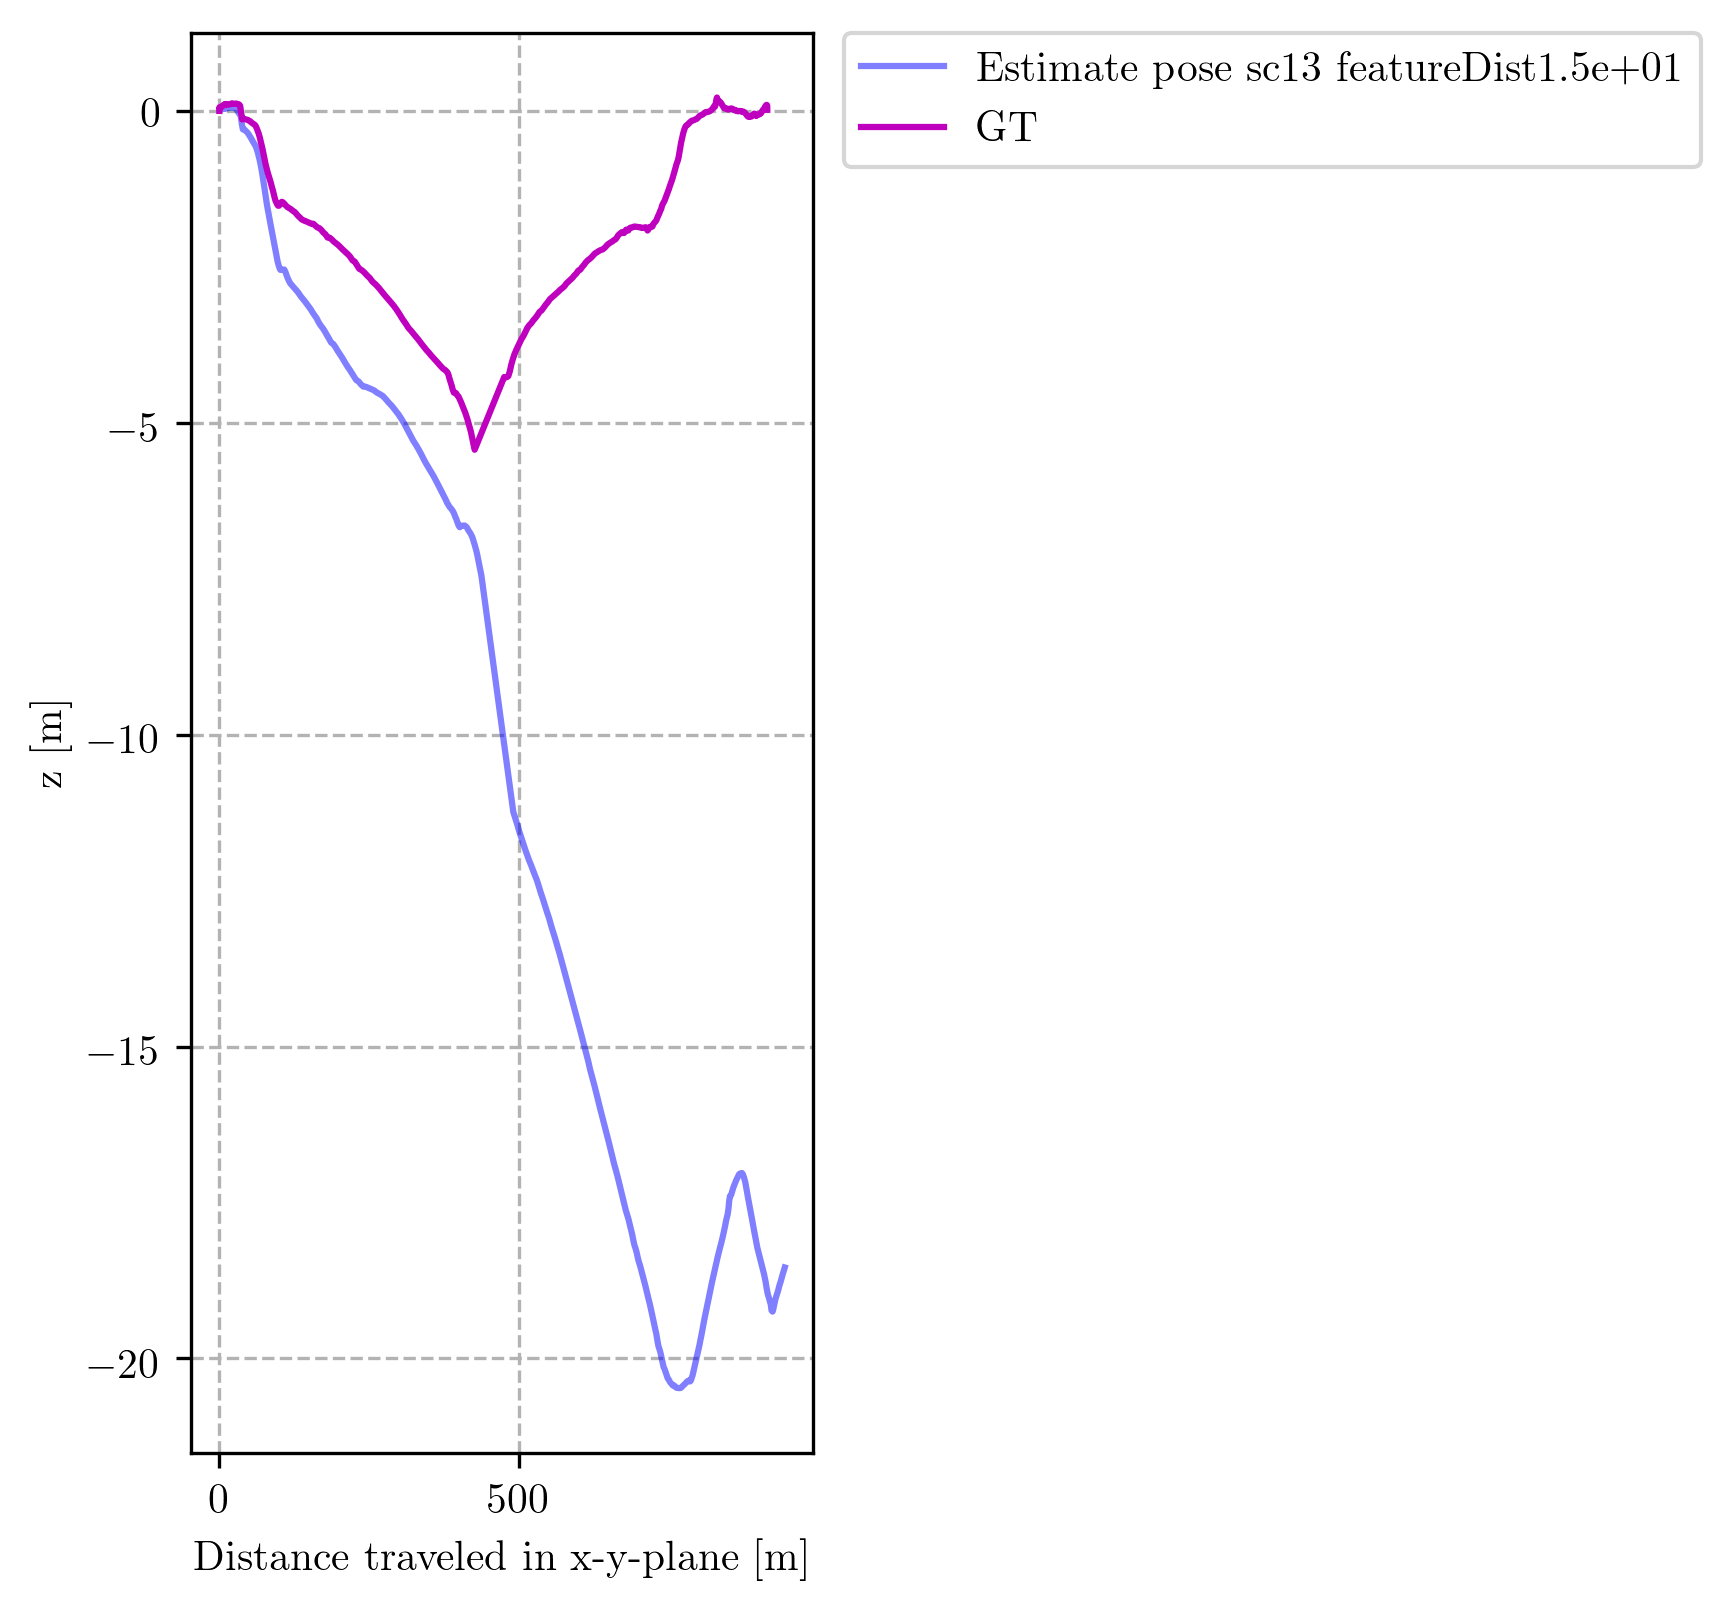 Estimate pose sc13 featureDist1.5e+01
GT
0
−5
−10
−15
−20
z [m]
0 500
Distance traveled in x-y-plane [m]